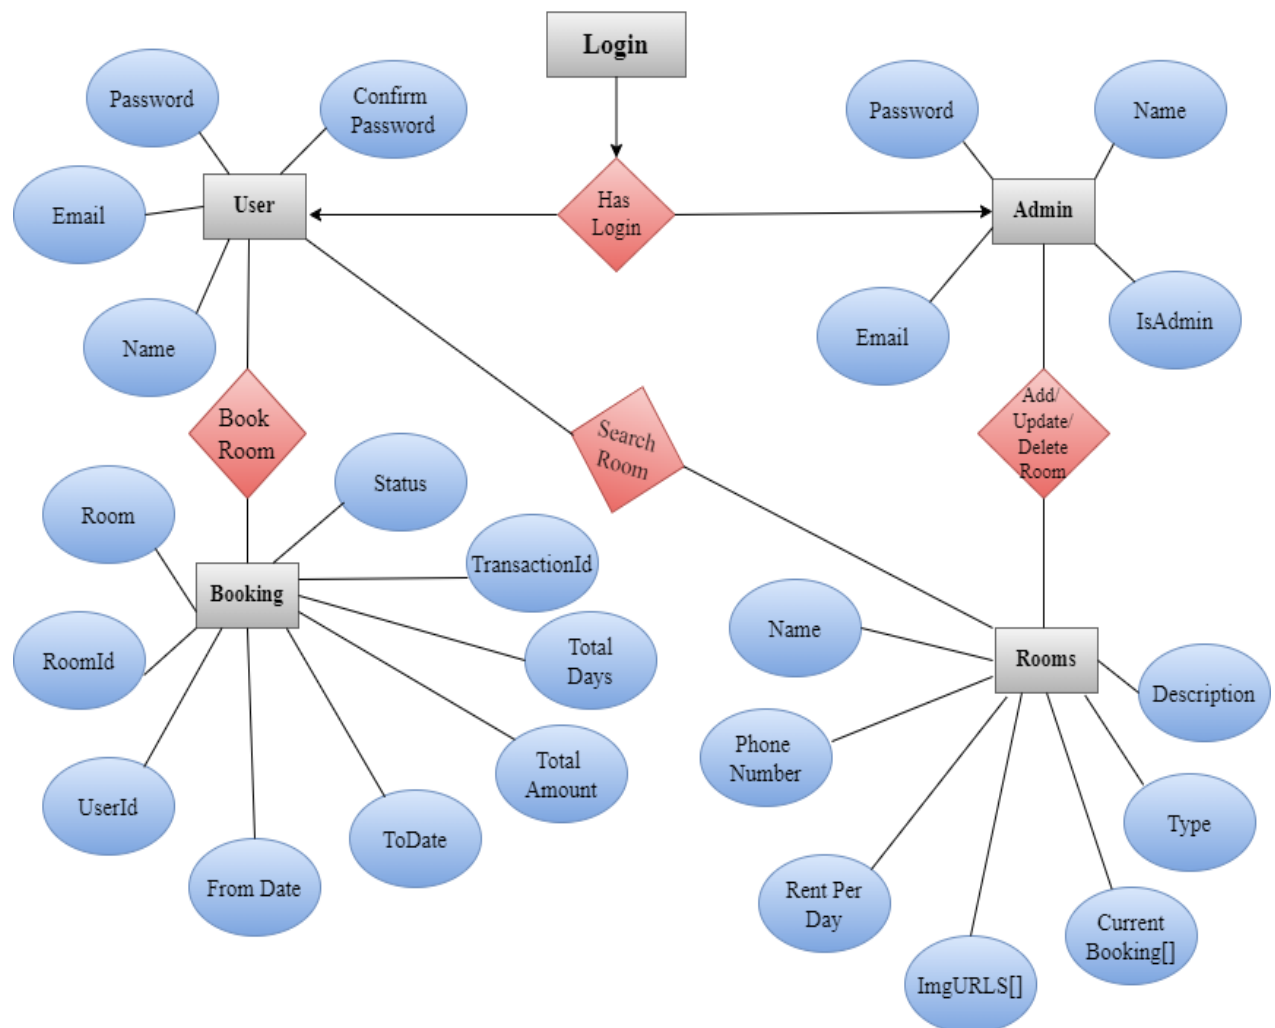 Login
Password
Confirm
Password
Password
Name
User
Has
Login
Admin
Email
Name
Email
IsAdmin
Book
Room
Search
Room
Add/
Update/
Delete
Room
Status
Room
TransactionId
Booking
Name
Rooms
RoomId
Total
Days
Description
Phone
Number
Total
Amount
UserId
ToDate
Type
From Date
Rent Per
Day
Current
Booking[]
ImgURLS[]